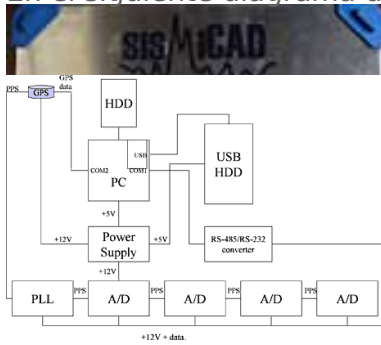 SISMICAD
GPS
data
PPS
GPS
HDD
USB
COM2
COM1
PC
USB
HDD
+5V
+12V
Power
Supply
+5V
RS-485/RS-232
converter
+12V
PLL
PPS
A/D
PPS
A/D
PPS
A/D
PPS
A/D
+12V + data.